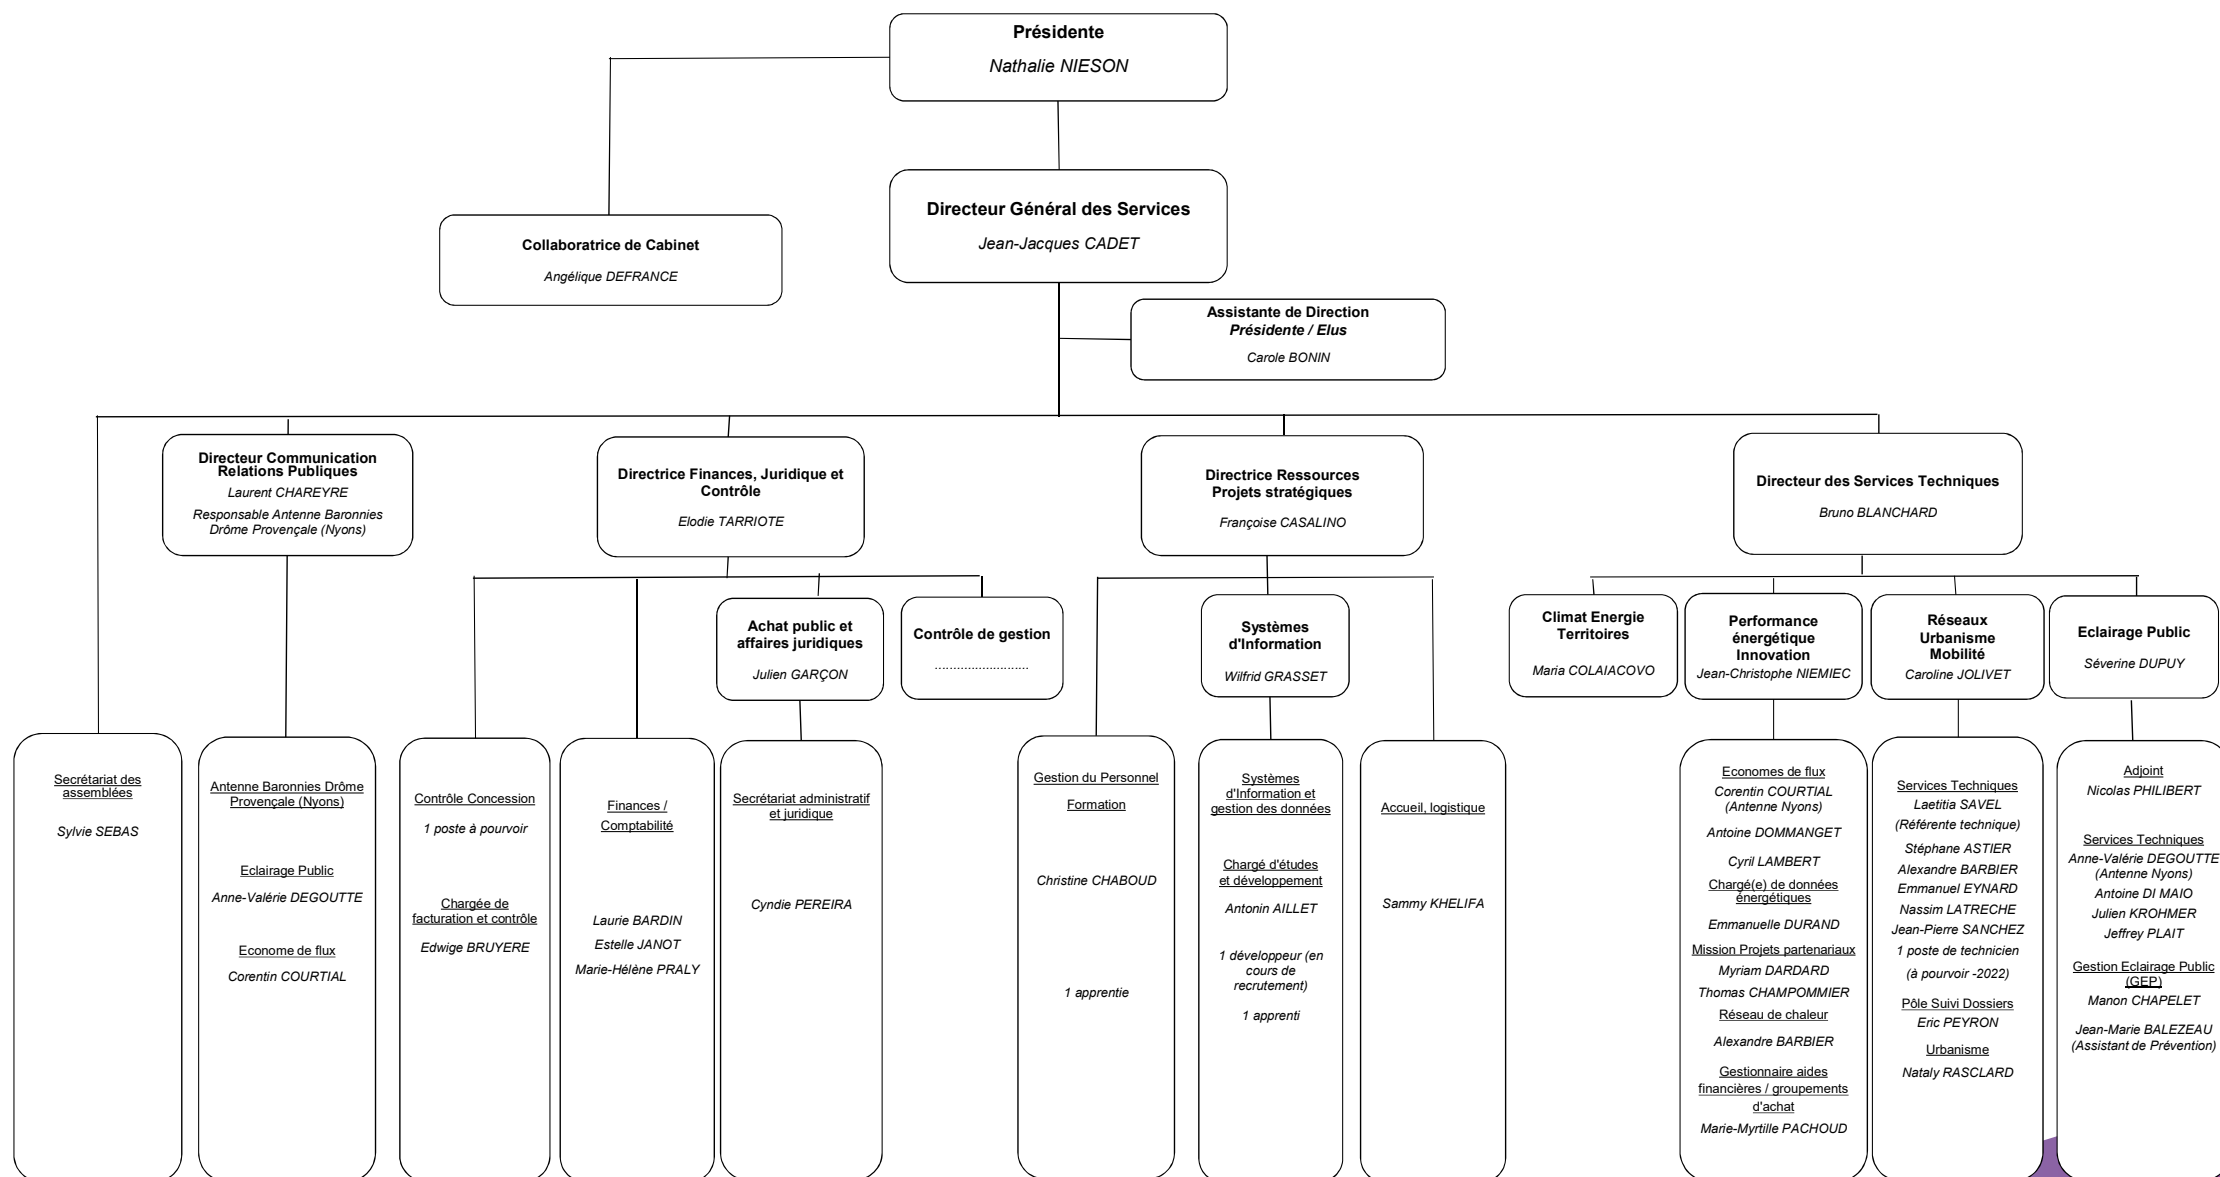 Présidente
Nathalie NIESON
Directeur Général des Services
Jean-Jacques CADET
Collaboratrice de Cabinet
Angélique DEFRANCE
Assistante de Direction
Présidente / Elus
Carole BONIN
Directeur Communication
Relations Publiques
Laurent CHAREYRE
Responsable Antenne Baronnies
Drôme Provençale (Nyons)
Directrice Finances, Juridique et
Contrôle
Elodie TARRIOTE
Directrice Ressources
Projets stratégiques
Françoise CASALINO
Directeur des Services Techniques
Bruno BLANCHARD
Achat public et
affaires juridiques
Julien GARÇON
Contrôle de gestion
.........................
Systèmes
d'Information
Wilfrid GRASSET
Climat Energie
Territoires
Maria COLAIACOVO
Performance
énergétique
Innovation
Jean-Christophe NIEMIEC
Réseaux
Urbanisme
Mobilité
Caroline JOLIVET
Eclairage Public
Séverine DUPUY
Secrétariat des
assemblées
Sylvie SEBAS
Antenne Baronnies Drôme
Provençale (Nyons)
Eclairage Public
Anne-Valérie DEGOUTTE
Econome de flux
Corentin COURTIAL
Contrôle Concession
1 poste à pourvoir
Chargée de
facturation et contrôle
Edwige BRUYERE
Finances /
Comptabilité
Laurie BARDIN
Estelle JANOT
Marie-Hélène PRALY
Secrétariat administratif
et juridique
Cyndie PEREIRA
Gestion du Personnel
Formation
Christine CHABOUD
1 apprentie
Systèmes
d'Information et
gestion des données
Chargé d'études
et développement
Antonin AILLET
1 développeur (en
cours de
recrutement)
1 apprenti
Accueil, logistique
Sammy KHELIFA
Economes de flux
Corentin COURTIAL
(Antenne Nyons)
Antoine DOMMANGET
Cyril LAMBERT
Chargé(e) de données
énergétiques
Emmanuelle DURAND
Mission Projets partenariaux
Myriam DARDARD
Thomas CHAMPOMMIER
Réseau de chaleur
Alexandre BARBIER
Gestionnaire aides
financières / groupements
d'achat
Marie-Myrtille PACHOUD
Services Techniques
Laetitia SAVEL
(Référente technique)
Stéphane ASTIER
Alexandre BARBIER
Emmanuel EYNARD
Nassim LATRECHE
Jean-Pierre SANCHEZ
1 poste de technicien
(à pourvoir -2022)
Pôle Suivi Dossiers
Eric PEYRON
Urbanisme
Nataly RASCLARD
Adjoint
Nicolas PHILIBERT
Services Techniques
Anne-Valérie DEGOUTTE
(Antenne Nyons)
Antoine DI MAIO
Julien KROHMER
Jeffrey PLAIT
Gestion Eclairage Public
(GEP)
Manon CHAPELET
Jean-Marie BALEZEAU
(Assistant de Prévention)